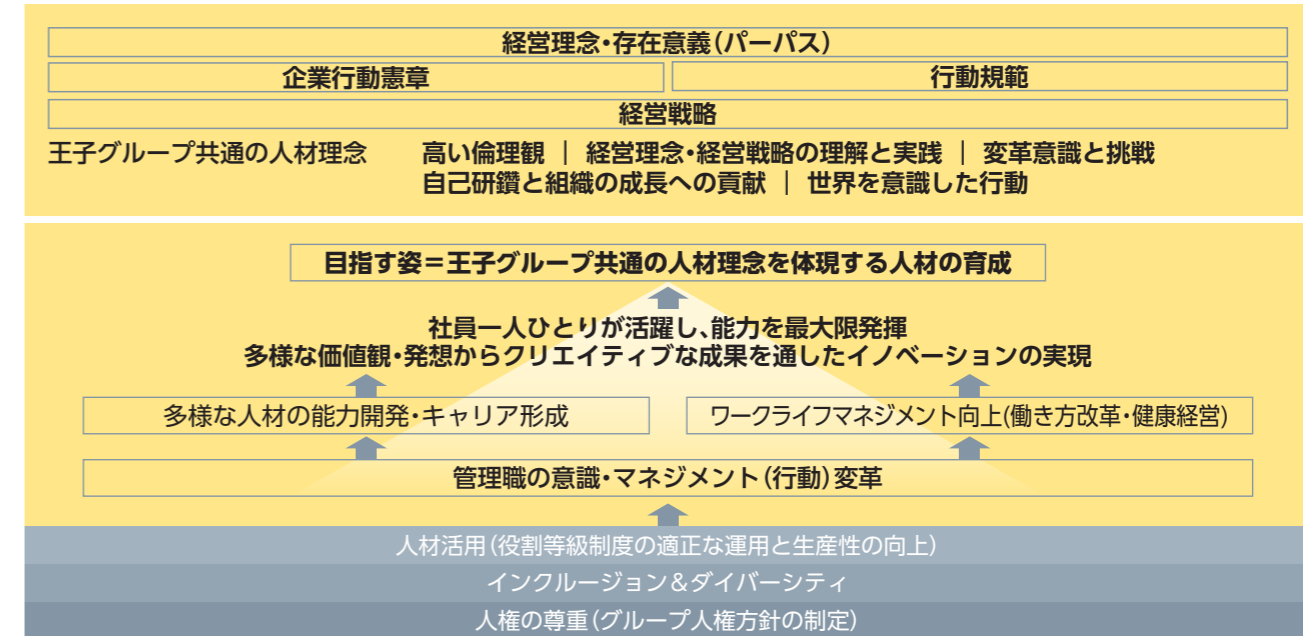 経営理念・存在意義(パーパス)
企業行動憲章
行動規範
経営戦略
王子グループ共通の人材理念
高い倫理観 | 経営理念・経営戦略の理解と実践 | 変革意識と挑戦
自己研鑽と組織の成長への貢献 | 世界を意識した行動
目指す姿=王子グループ共通の人材理念を体現する人材の育成
社員一人ひとりが活躍し、能力を最大限発揮
多様な価値観・発想からクリエイティブな成果を通したイノベーションの実現
多様な人材の能力開発・キャリア形成
ワークライフマネジメント向上(働き方改革・健康経営)
管理職の意識・マネジメント(行動)変革
人材活用(役割等級制度の適正な運用と生産性の向上)
インクルージョン&ダイバーシティ
人権の尊重(グループ人権方針の制定)